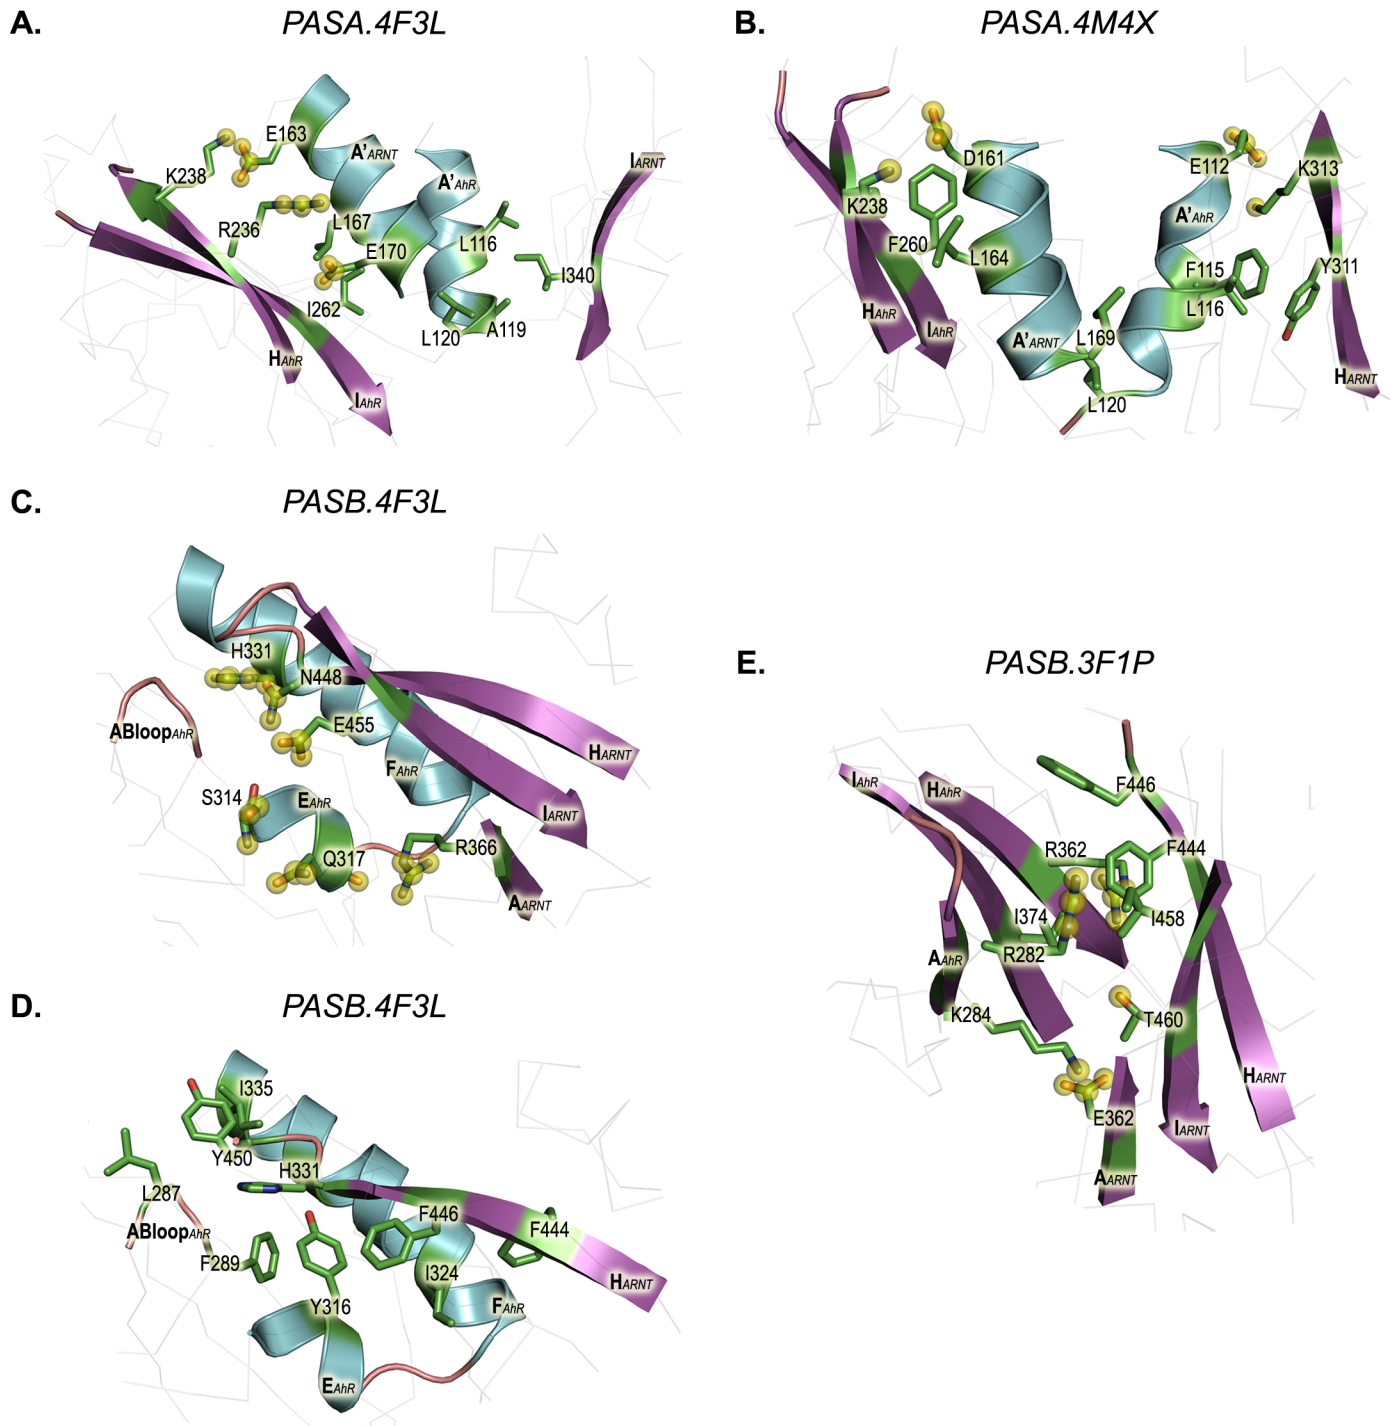 A. PASA.4F3L
E163
A'ARNT
A'AhR
K238
R236
L167
E170
L116
I340
I262
L120
A119
HAhR
IAhR
IARNT
B. PASA.4M4X
D161
E112
K313
K238
A'AhR
F260
L164
F115
Y311
L116
HAhR
IAhR
A'ARNT
L169
L120
HARNT
C. PASB.4F3L
H331
N448
ABloopAhR
E455
HARNT
FAhR
S314
EAhR
IARNT
Q317
R366
AARNT
D. PASB.4F3L
I335
Y450
H331
L287
ABloopAhR
F446
F444
F289
I324
HARNT
Y316
FAhR
EAhR
E. PASB.3F1P
IAhR
HAhR
F446
R362
F444
I374
I458
R282
AAhR
K284
T460
HARNT
E362
IARNT
AARNT